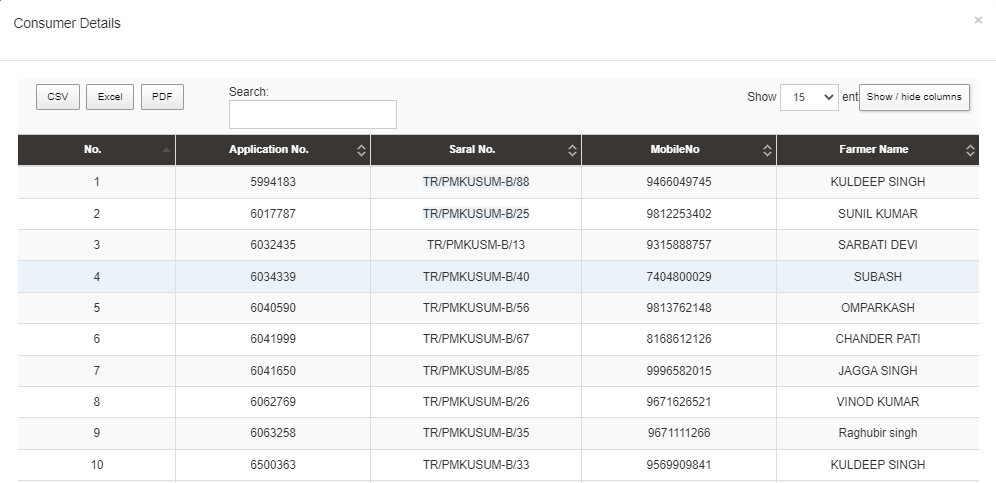 Consumer Details ×
CSV Excel PDF Search: Show 15 ent Show / hide columns
No. Application No. Saral No. MobileNo Farmer Name
1 5994183 TR/PMKUSUM-B/88 9466049745 KULDEEP SINGH
2 6017787 TR/PMKUSUM-B/25 9812253402 SUNIL KUMAR
3 6032435 TR/PMKUSM-B/13 9315888757 SARBATI DEVI
4 6034339 TR/PMKUSUM-B/40 7404800029 SUBASH
5 6040590 TR/PMKUSUM-B/56 9813762148 OMPARKASH
6 6041999 TR/PMKUSUM-B/67 8168612126 CHANDER PATI
7 6041650 TR/PMKUSUM-B/85 9996582015 JAGGA SINGH
8 6062769 TR/PMKUSUM-B/26 9671626521 VINOD KUMAR
9 6063258 TR/PMKUSUM-B/35 9671111266 Raghubir singh
10 6500363 TR/PMKUSUM-B/33 9569909841 KULDEEP SINGH